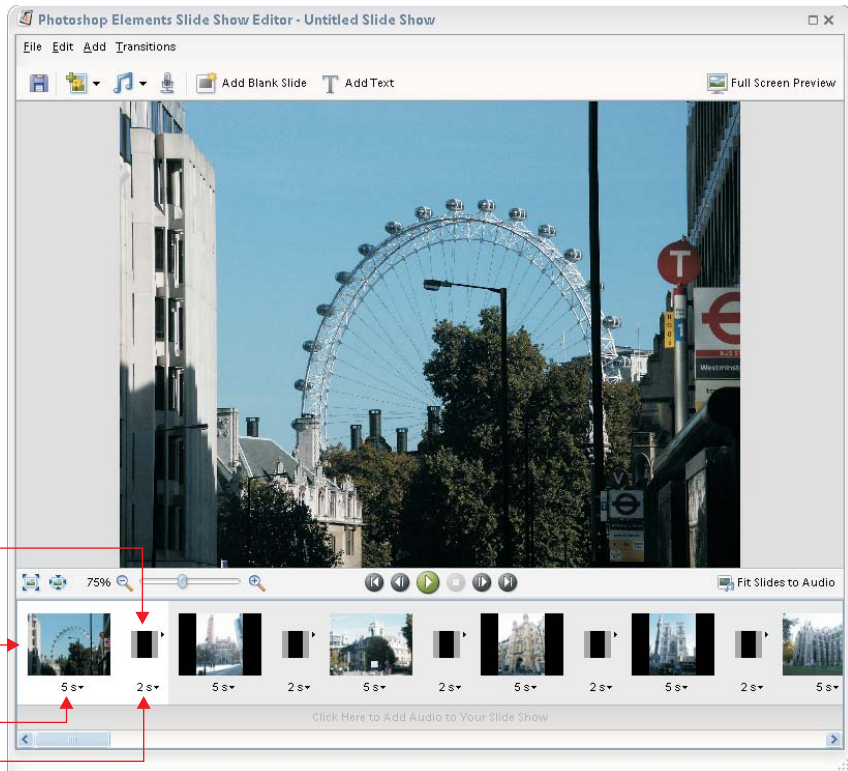 Photoshop Elements Slide Show Editor - Untitled Slide Show
File Edit Add Transitions
Add Blank Slide Add Text Full Screen Preview
T
BUS ST
Westminst
75% Fit Slides to Audio
5 s 2 s 5 s 2 s 5 s 2 s 5 s 2 s 5 s 2 s 5 s
Click Here to Add Audio to Your Slide Show